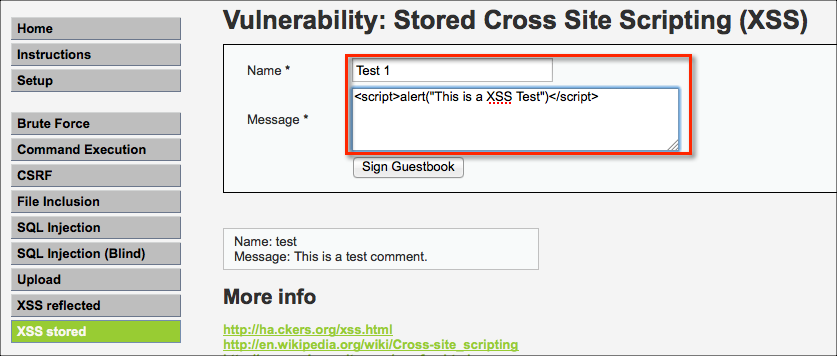 Vulnerability: Stored Cross Site Scripting (XSS)
Home
Instructions
Setup
Brute Force
Command Execution
CSRF
File Inclusion
SQL Injection
SQL Injection (Blind)
Upload
XSS reflected
XSS stored
Name *
Test 1
Message *
<script>alert("This is a XSS Test")</script>
Sign Guestbook
Name: test
Message: This is a test comment.
More info
http://ha.ckers.org/xss.html
http://en.wikipedia.org/wiki/Cross-site_scripting